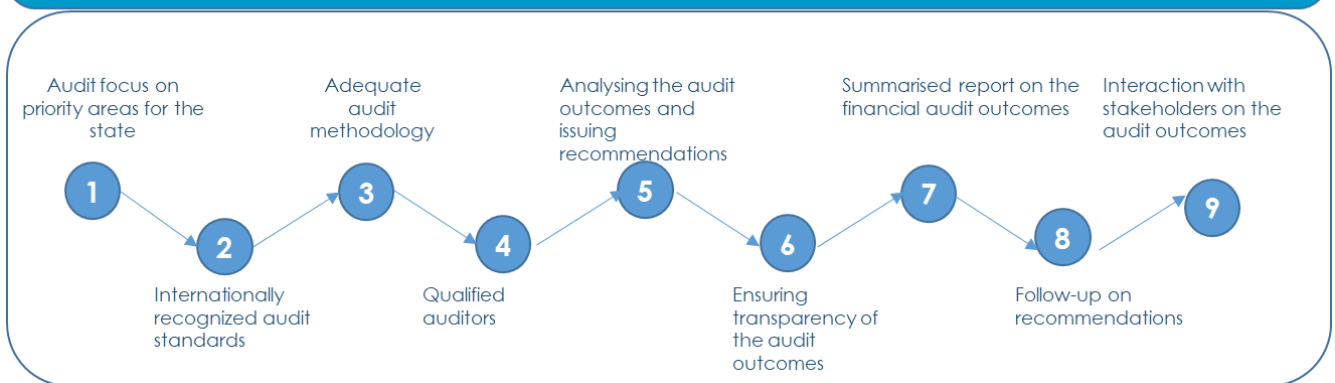 Audit focus on
priority areas for the
state
1
Internationally
recognized audit
standards
2
Adequate
audit
methodology
3
Qualified
auditors
4
Analysing the audit
outcomes and
issuing
recommendations
5
Ensuring
transparency of
the audit
outcomes
6
Summarised report on the
financial audit outcomes
7
Follow-up on
recommendations
8
Interaction with
stakeholders on the
audit outcomes
9